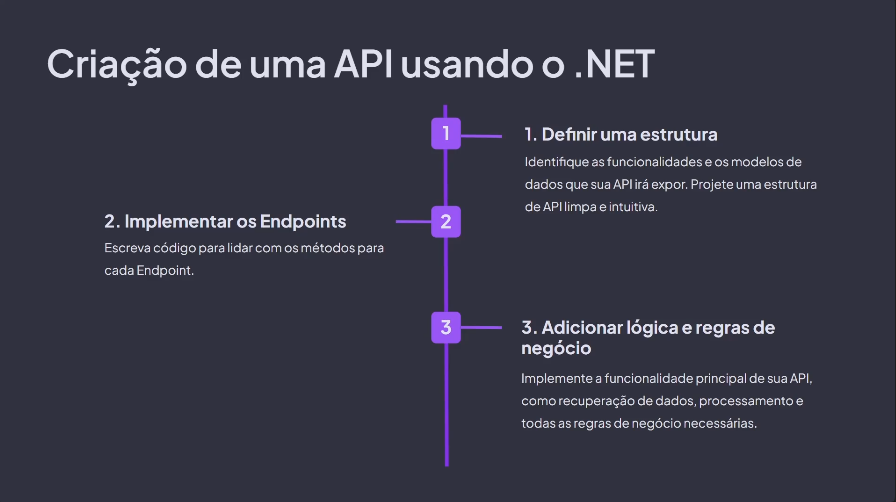 Criação de uma API usando o .NET
1
1. Definir uma estrutura
Identifique as funcionalidades e os modelos de
dados que sua API irá expor. Projete uma estrutura
de API limpa e intuitiva.
2. Implementar os Endpoints
2
Escreva código para lidar com os métodos para
cada Endpoint.
3
3. Adicionar lógica e regras de
negócio
Implemente a funcionalidade principal de sua API,
como recuperação de dados, processamento e
todas as regras de negócio necessárias.